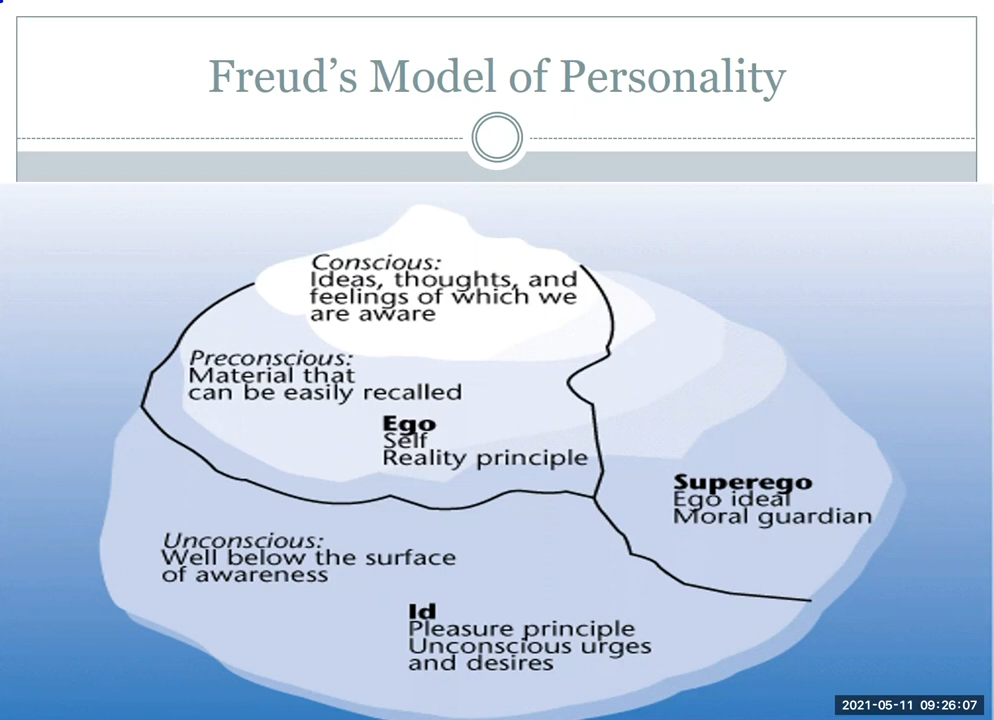 Freud's Model of Personality
Conscious:
Ideas, thoughts, and
feelings of which we
are aware
Preconscious:
Material that
can be easily recalled
Ego
Self
Reality principle
Superego
Ego ideal
Moral guardian
Unconscious:
Well below the surface
of awareness
Id
Pleasure principle
Unconscious urges
and desires
2021-05-11 09:26:07